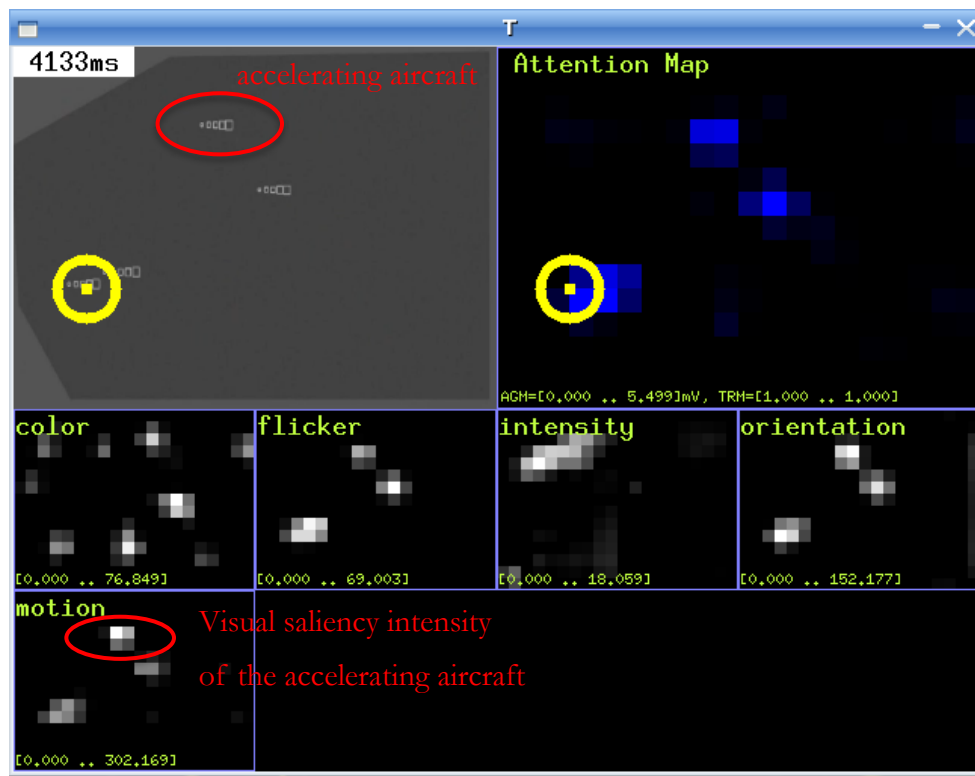 T
4133ms
accelerating aircraft
Attention Map
AGM=[0.000 .. 5.499]mV, TRM=[1.000 .. 1.000]
color
flicker
intensity
orientation
[0.000 .. 76.849]
[0.000 .. 69.003]
[0.000 .. 18.059]
[0.000 .. 152.177]
motion
Visual saliency intensity
of the accelerating aircraft
[0.000 .. 302.169]